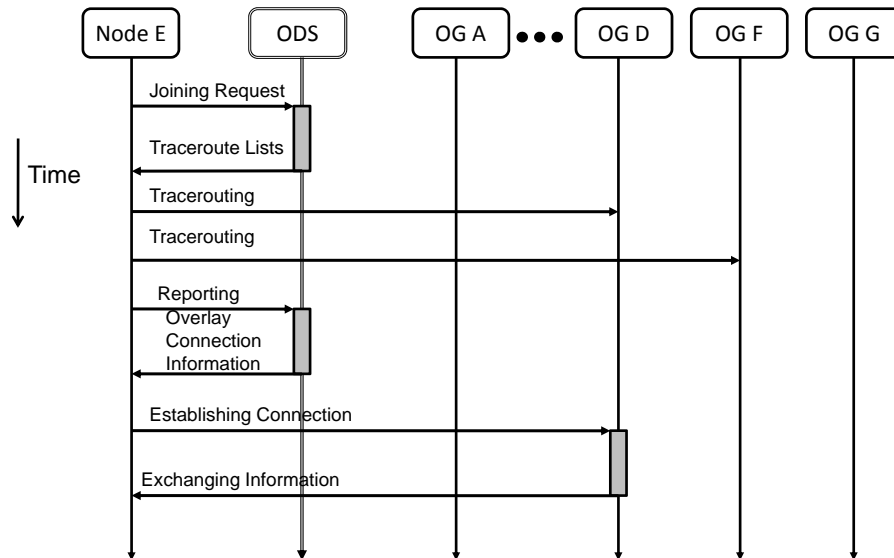 Node E
ODS
OG A
OG D
OG F
OG G
Joining Request
Traceroute Lists
Time
Tracerouting
Tracerouting
Reporting
Overlay
Connection
Information
Establishing Connection
Exchanging Information